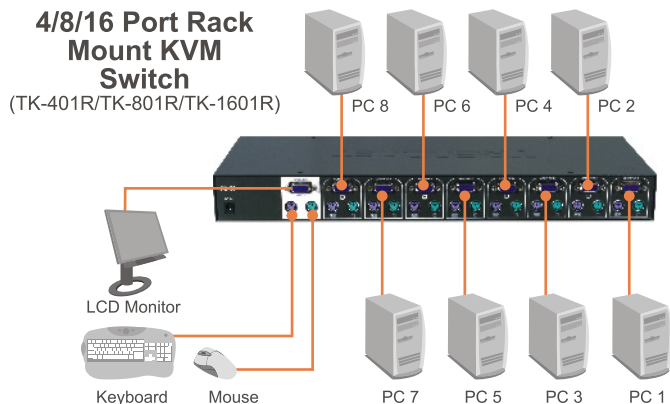 4/8/16 Port Rack
Mount KVM
Switch
(TK-401R/TK-801R/TK-1601R)
PC 8
PC 6
PC 4
PC 2
LCD Monitor
Keyboard
Mouse
PC 7
PC 5
PC 3
PC 1